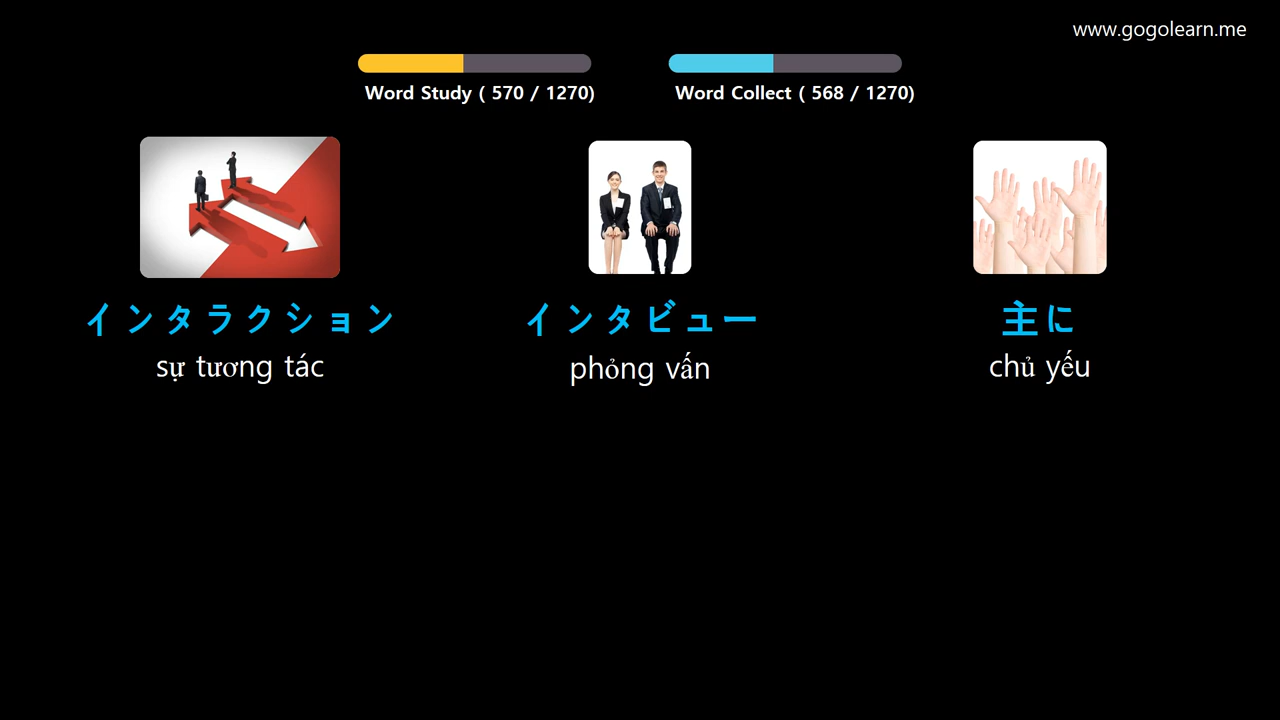 www.gogolearn.me
Word Study ( 570 / 1270)
Word Collect ( 568 / 1270)
インタラクション
インタビュー
主に
sự tương tác
phỏng vấn
chủ yếu